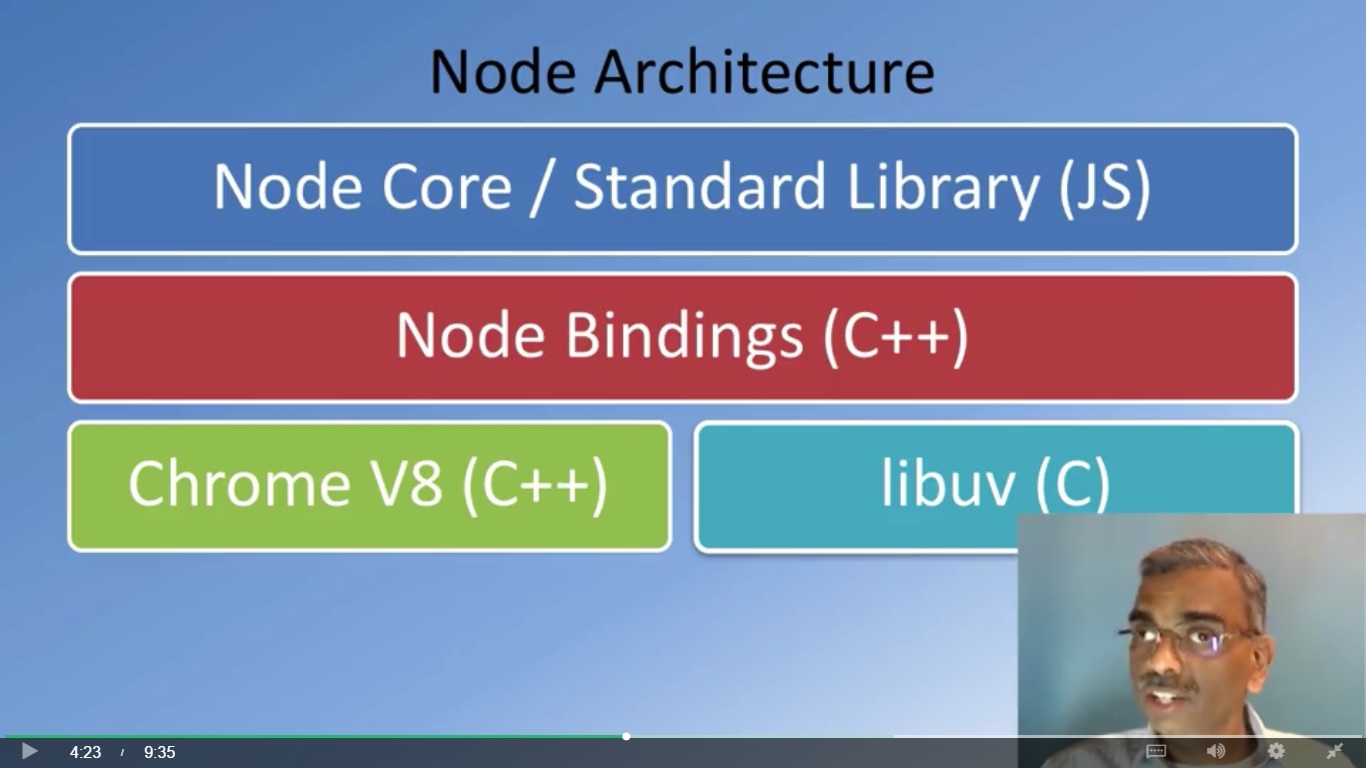 Node Architecture
Node Core / Standard Library (JS)
Node Bindings (C++)
Chrome V8 (C++)
libuv (C)
4:23 / 9:35